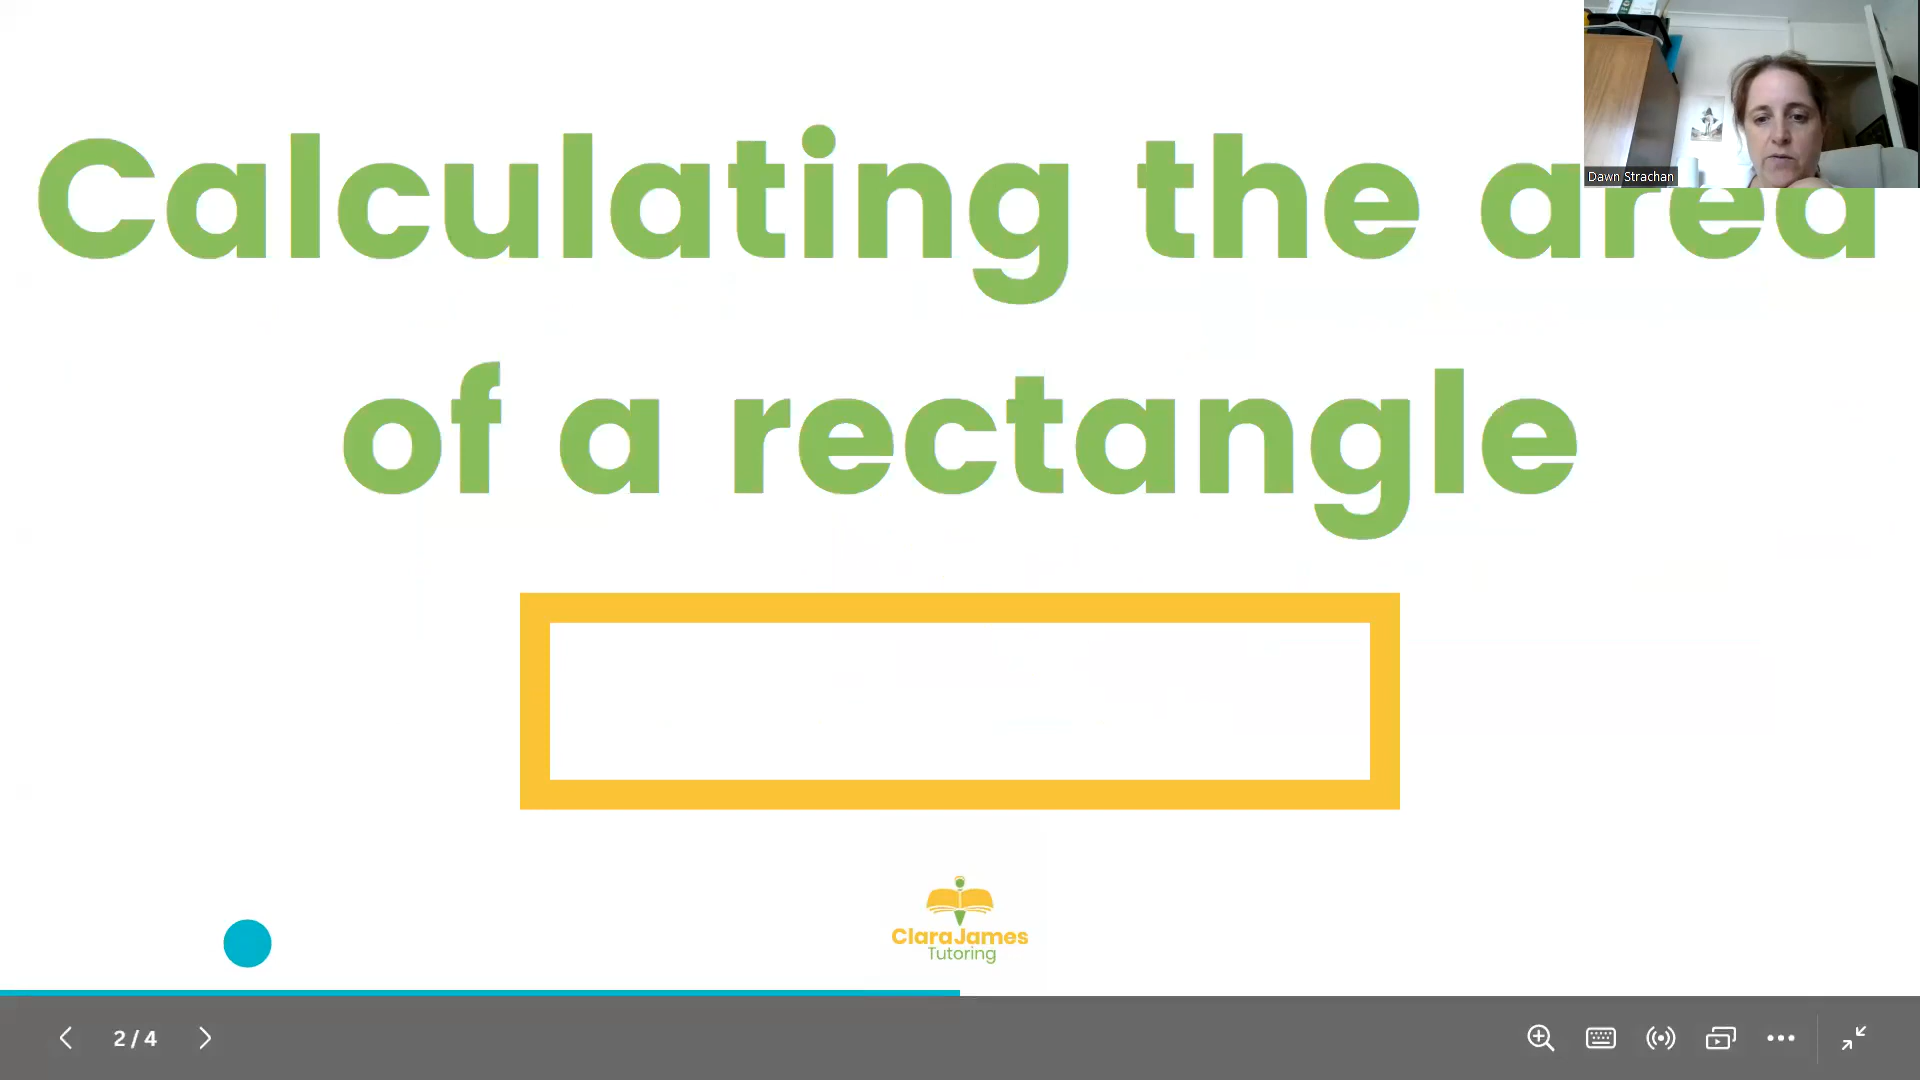 Calculating the area
of a rectangle
Dawn Strachan
ClaraJames
Tutoring
2 / 4